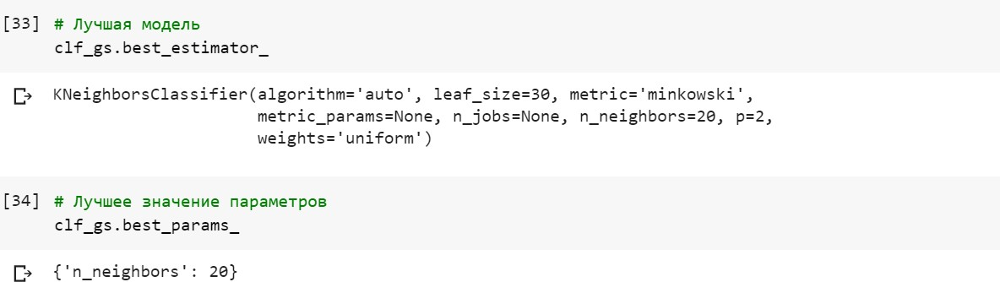 [33] # Лучшая модель
clf_gs.best_estimator_
KNeighborsClassifier(algorithm='auto', leaf_size=30, metric='minkowski',
metric_params=None, n_jobs=None, n_neighbors=20, p=2,
weights='uniform')
[34] # Лучшее значение параметров
clf_gs.best_params_
{'n_neighbors': 20}